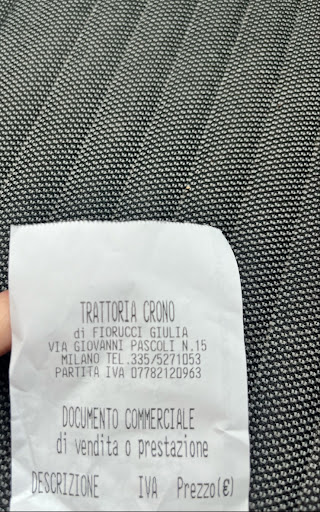 TRATTORIA CRONO
di FIORUCCI GIULIA
VIA GIOVANNI PASCOLI N.15
MILANO TEL.335/5271053
PARTITA IVA 07782120963
DOCUMENTO COMMERCIALE
di vendita o prestazione
DESCRIZIONE IVA Prezzo(€)